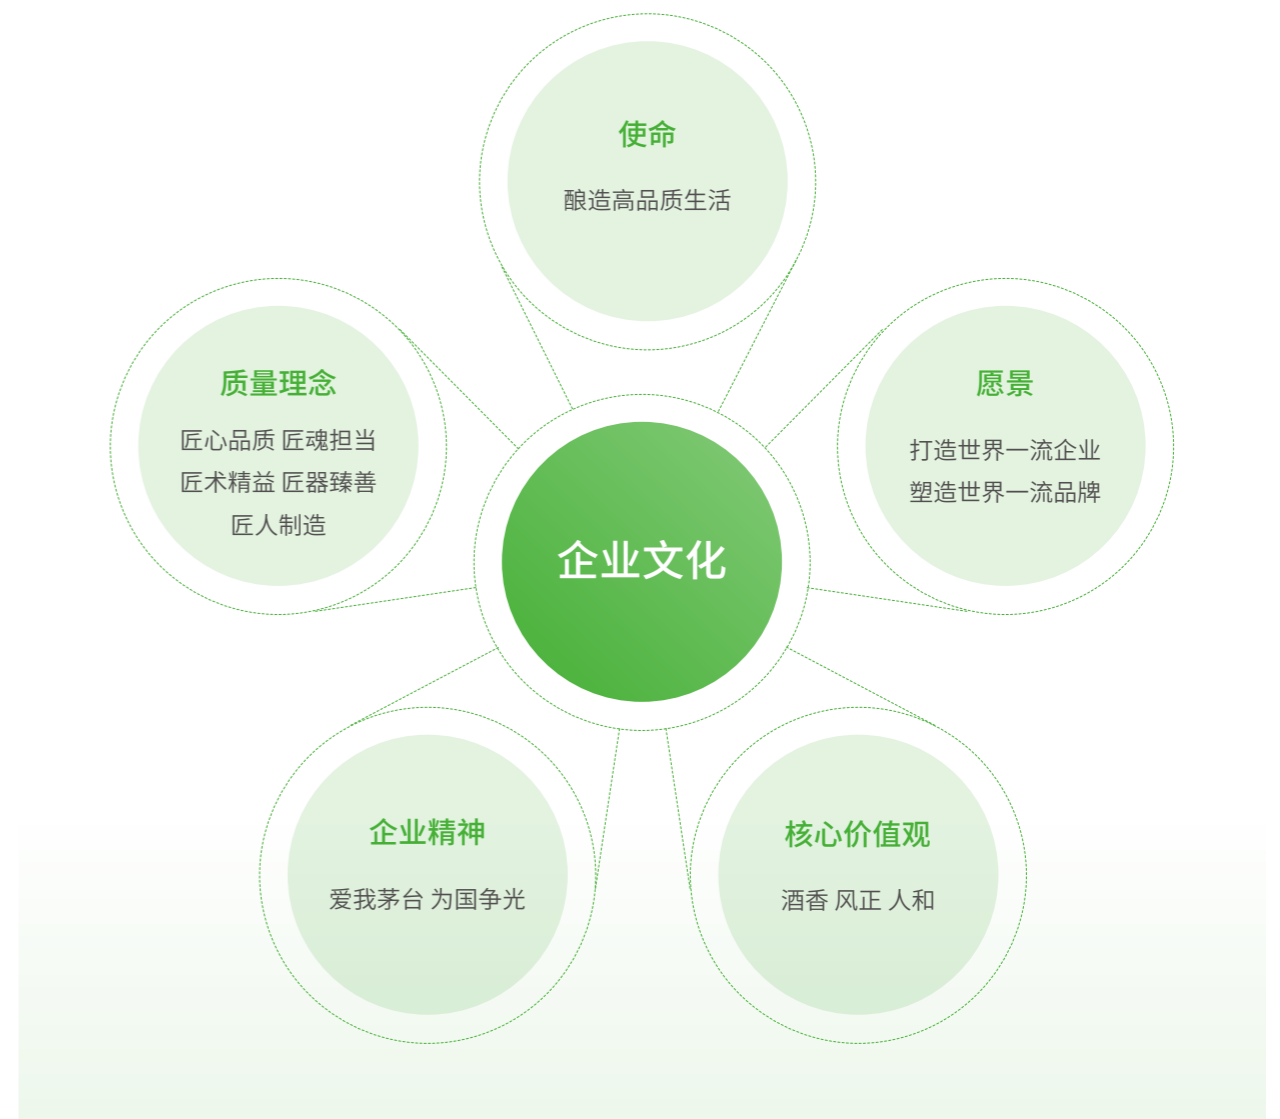 使命
酿造高品质生活
质量理念
匠心品质 匠魂担当
匠术精益 匠器臻善
匠人制造
愿景
打造世界一流企业
塑造世界一流品牌
企业文化
企业精神
爱我茅台 为国争光
核心价值观
酒香 风正 人和